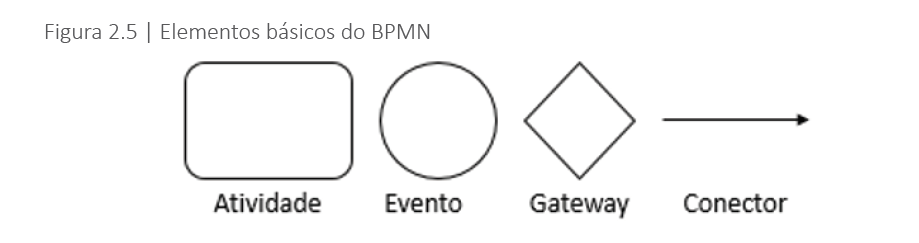 Figura 2.5 | Elementos básicos do BPMN
Atividade Evento Gateway Conector